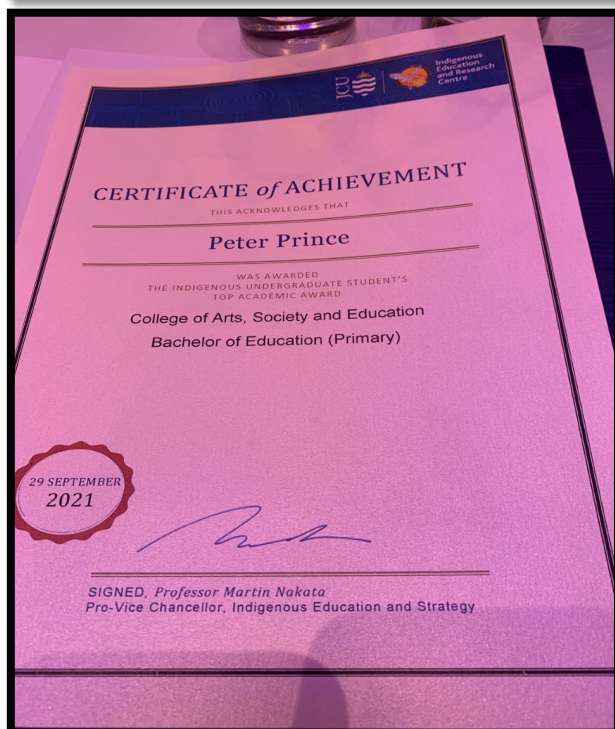 JCU
Indigenous
Education
and Research
Centre
CERTIFICATE of ACHIEVEMENT
THIS ACKNOWLEDGES THAT
Peter Prince
WAS AWARDED
THE INDIGENOUS UNDERGRADUATE STUDENT'S
TOP ACADEMIC AWARD
College of Arts, Society and Education
Bachelor of Education (Primary)
29 SEPTEMBER
2021
SIGNED, Professor Martin Nakata
Pro-Vice Chancellor, Indigenous Education and Strategy